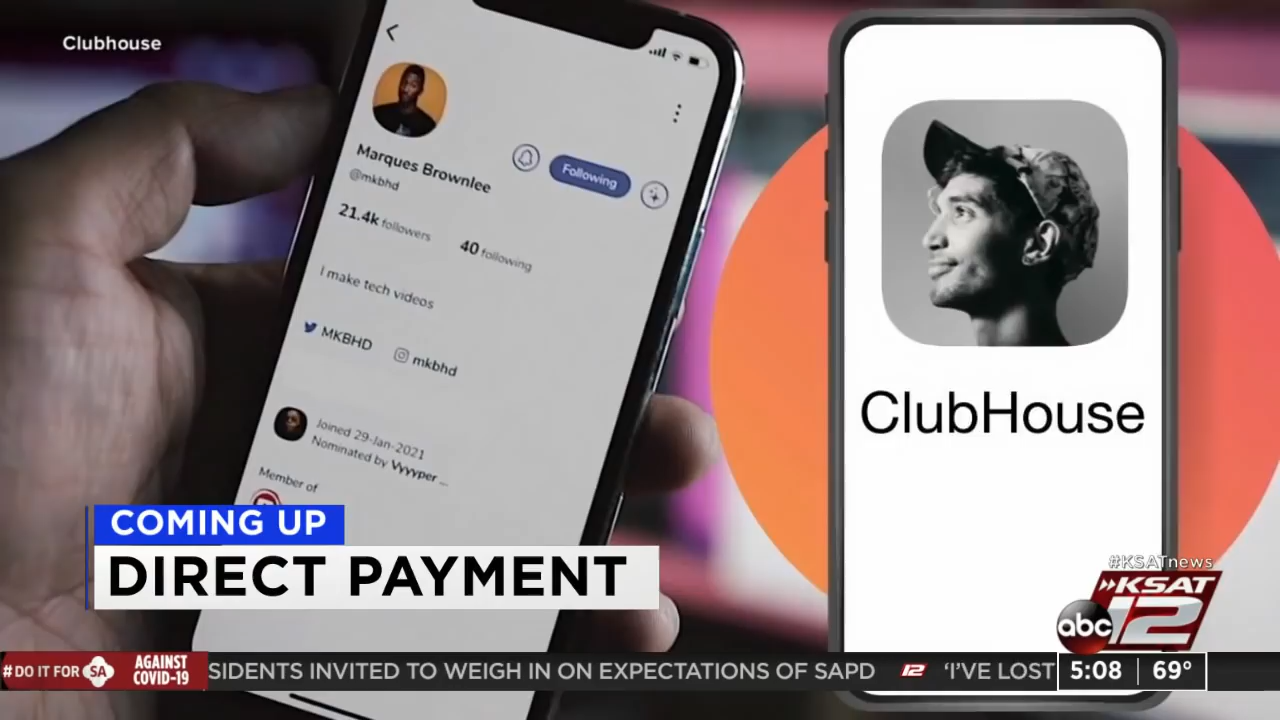 Clubhouse
Marques Brownlee
@mkbhd
Following
21.4k followers 40 following
I make tech videos
MKBHD mkbhd
Joined 29-Jan-2021
Nominated by Vyyyper ...
Member of
ClubHouse
COMING UP
DIRECT PAYMENT
#KSATnews
KSAT
abc 12
#DO IT FOR SA AGAINST COVID-19 SIDENTS INVITED TO WEIGH IN ON EXPECTATIONS OF SAPD 12 'I'VE LOST 5:08 69°